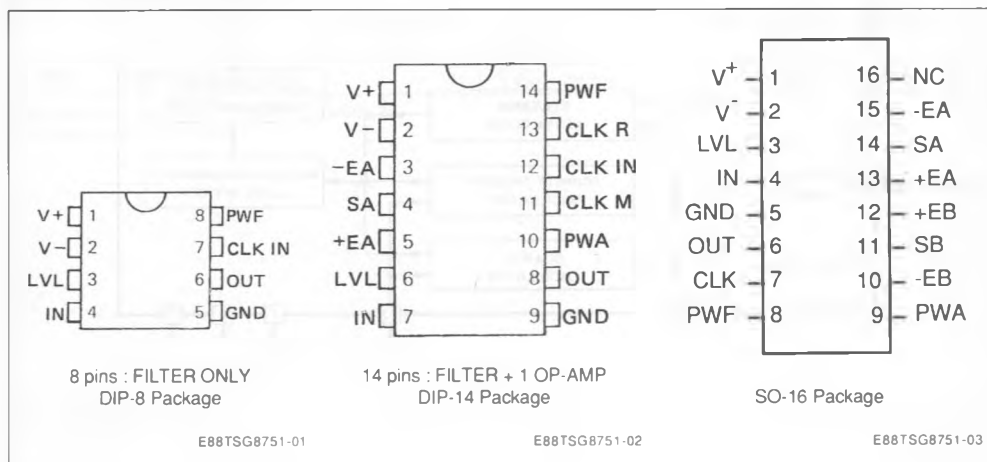 V+ 1
V- 2
LVL 3
IN 4
8 PWF
7 CLK IN
6 OUT
5 GND
8 pins : FILTER ONLY
DIP-8 Package
E88TSG8751-01
V+ 1
V- 2
-EA 3
SA 4
+EA 5
LVL 6
IN 7
14 PWF
13 CLK R
12 CLK IN
11 CLK M
10 PWA
8 OUT
9 GND
14 pins : FILTER + 1 OP-AMP
DIP-14 Package
E88TSG8751-02
V+ 1
V- 2
LVL 3
IN 4
GND 5
OUT 6
CLK 7
PWF 8
16 NC
15 -EA
14 SA
13 +EA
12 +EB
11 SB
10 -EB
9 PWA
SO-16 Package
E88TSG8751-03